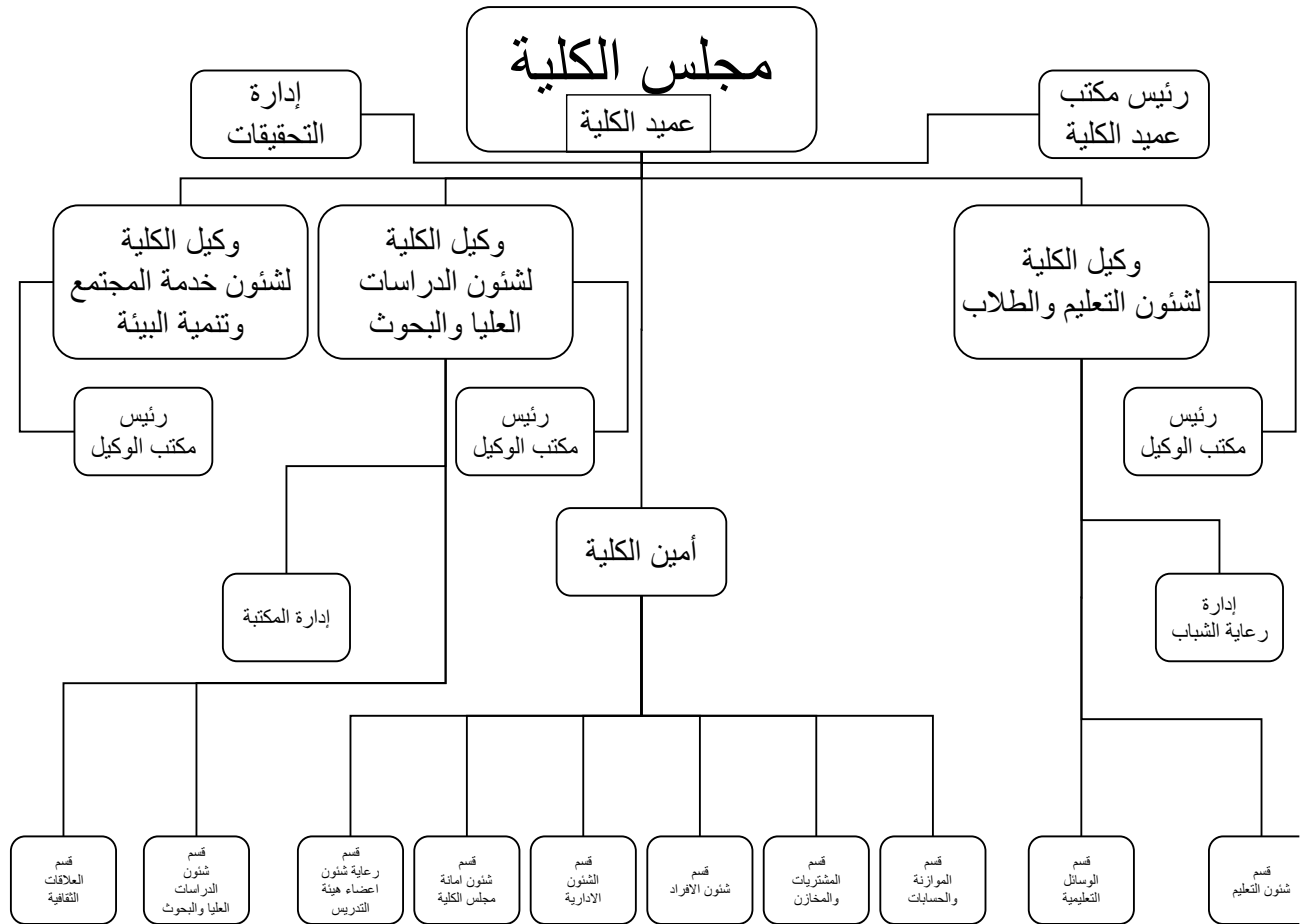 مجلس الكلية
عميد الكلية
رئيس مكتب
عميد الكلية
إدارة
التحقيقات
وكيل الكلية
لشئون التعليم والطلاب
وكيل الكلية
لشئون الدراسات
العليا والبحوث
وكيل الكلية
لشئون خدمة المجتمع
وتنمية البيئة
رئيس
مكتب الوكيل
رئيس
مكتب الوكيل
رئيس
مكتب الوكيل
أمين الكلية
إدارة
رعاية الشباب
إدارة المكتبة
قسم
شئون التعليم
قسم
الوسائل
التعليمية
قسم
الموازنة
والحسابات
قسم
المشتريات
والمخازن
قسم
شئون الافراد
قسم
الشئون
الادارية
قسم
شئون امانة
مجلس الكلية
قسم
رعاية شئون
اعضاء هيئة
التدريس
قسم
شئون
الدراسات
العليا والبحوث
قسم
العلاقات
الثقافية